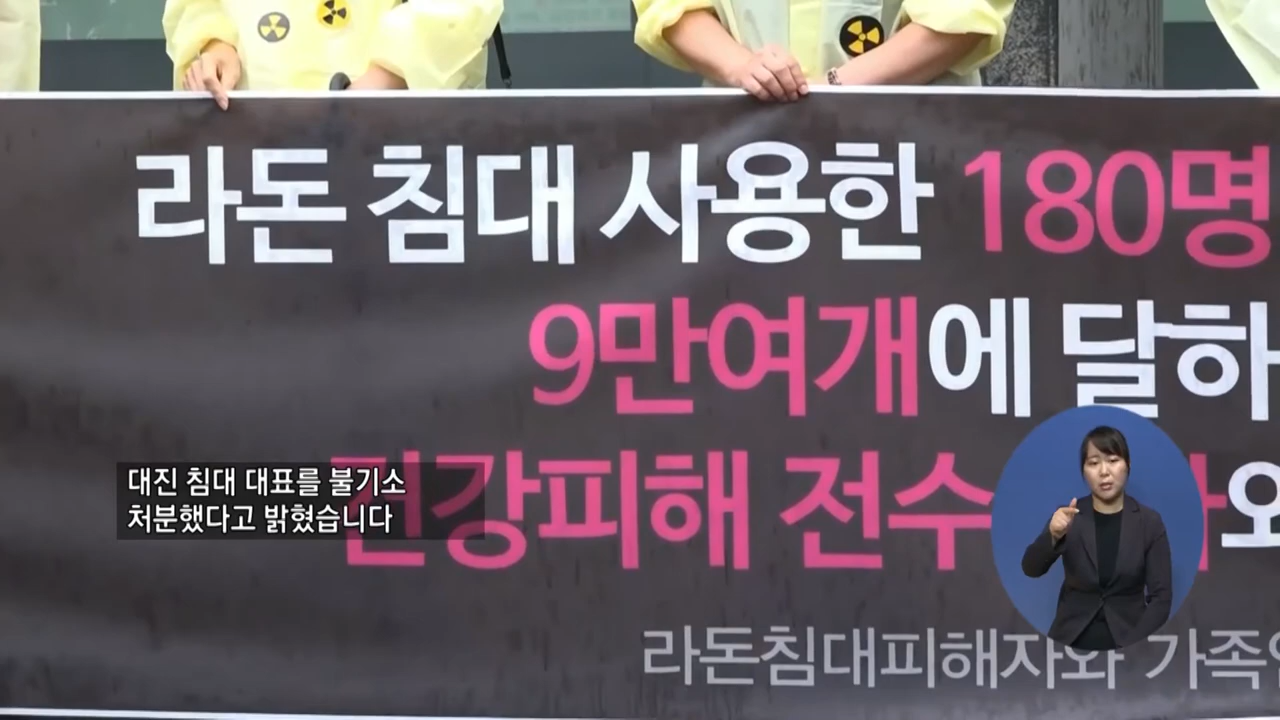 라돈 침대 사용한 180명
9만여개에 달하
건강피해 전수
라돈침대피해자와 가족
대진 침대 대표를 불기소
처분했다고 밝혔습니다